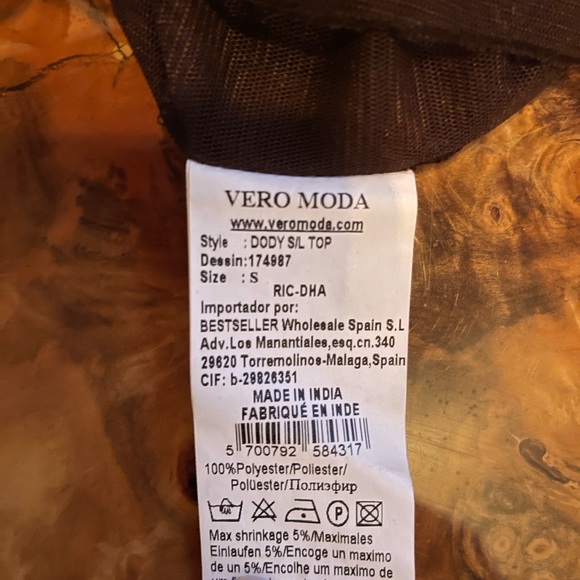 VERO MODA
www.veromoda.com
Style : DODY S/L TOP
Dessin:174987
Size : S
RIC-DHA
Importador por:
BESTSELLER Wholesale Spain S.L
Adv.Los Manantiales,esq.cn.340
29620 Torremolinos-Malaga,Spain
CIF: b-29826351
MADE IN INDIA
FABRIQUÉ EN INDE
5 700792 584317
100%Polyester/Poliester/
Polüester/Полиэфир
P
Max shrinkage 5%/Maximales
Einlaufen 5%/Encoge un maximo
de un 5%/Encolhe um maximo de